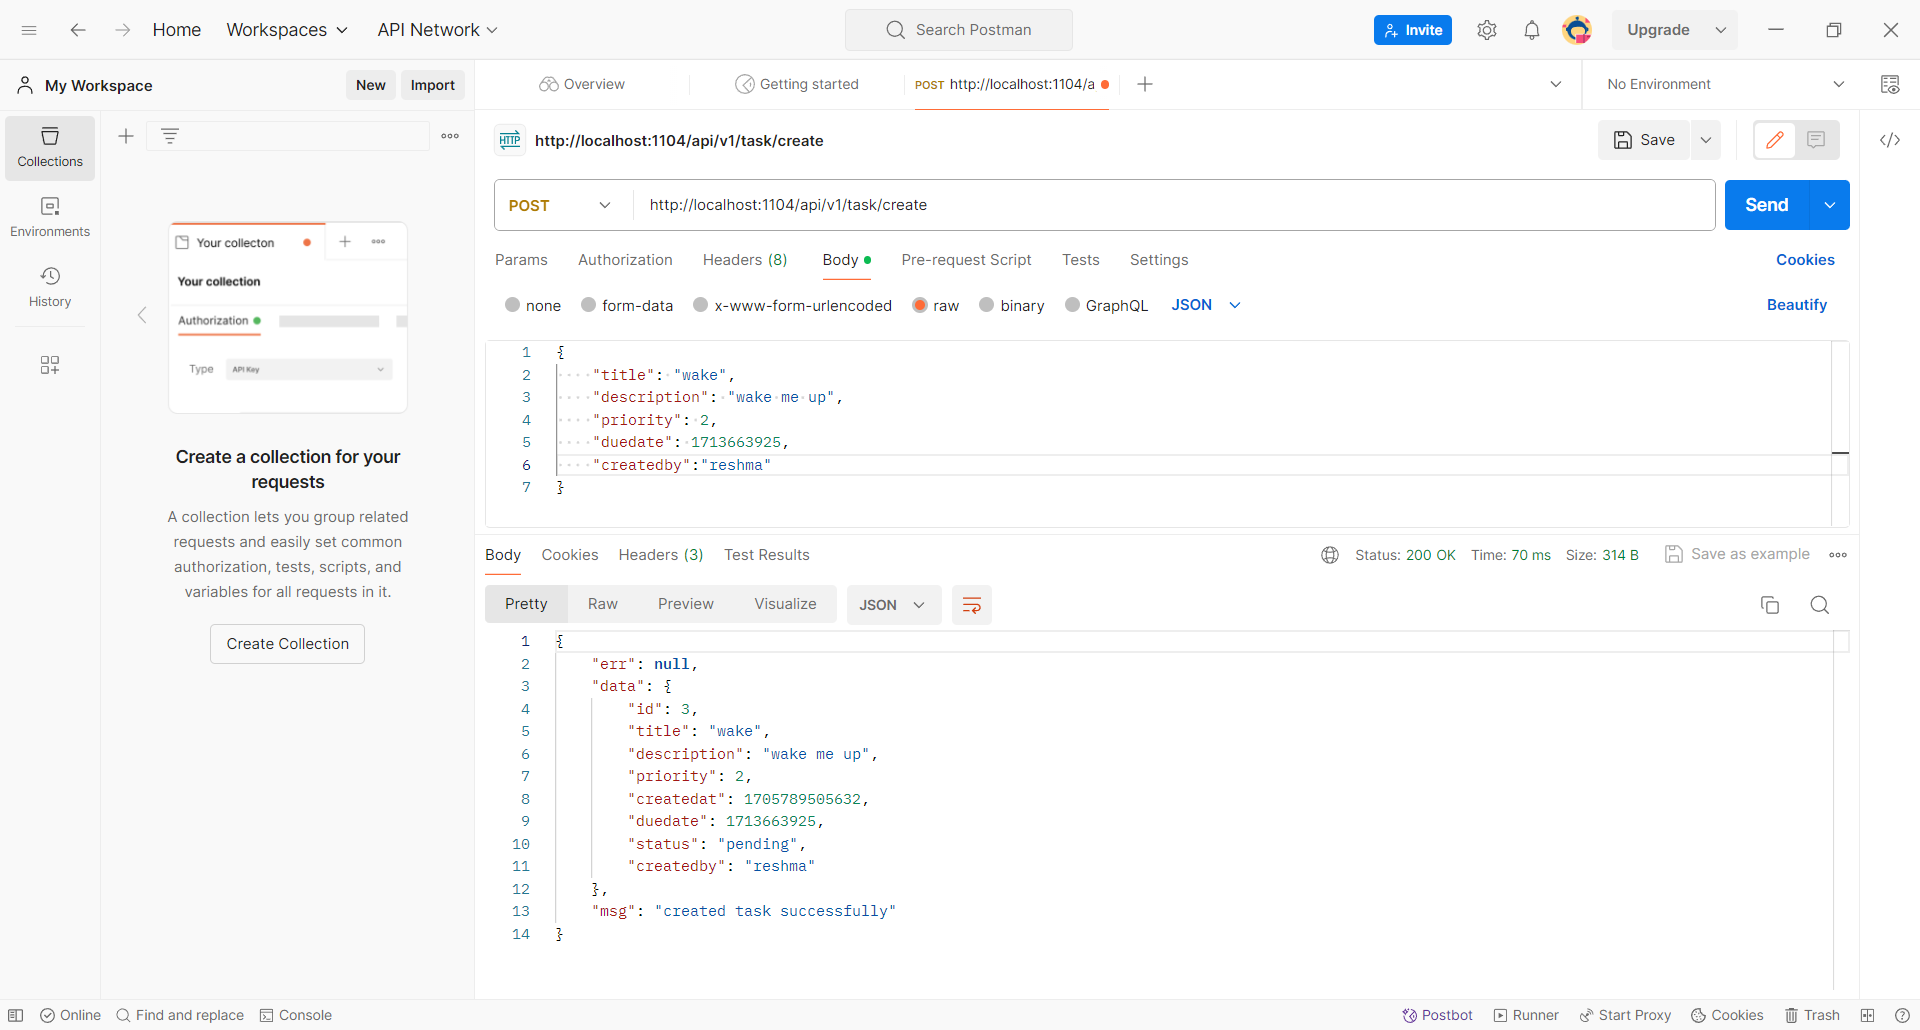 Home Workspaces API Network Search Postman Invite Upgrade
My Workspace New Import Overview Getting started POST http://localhost:1104/a No Environment
Collections
Environments
History
Your collecton
Your collection
Authorization
Type API Key
Create a collection for your
requests
A collection lets you group related
requests and easily set common
authorization, tests, scripts, and
variables for all requests in it.
Create Collection
HTTP http://localhost:1104/api/v1/task/create Save
POST http://localhost:1104/api/v1/task/create Send
Params Authorization Headers (8) Body Pre-request Script Tests Settings Cookies
none form-data x-www-form-urlencoded raw binary GraphQL JSON Beautify
1 {
2 "title": "wake",
3 "description": "wake me up",
4 "priority": 2,
5 "duedate": 1713663925,
6 "createdby":"reshma"
7 }
Body Cookies Headers (3) Test Results Status: 200 OK Time: 70 ms Size: 314 B Save as example
Pretty Raw Preview Visualize JSON
1 {
2 "err": null,
3 "data": {
4 "id": 3,
5 "title": "wake",
6 "description": "wake me up",
7 "priority": 2,
8 "createdat": 1705789505632,
9 "duedate": 1713663925,
10 "status": "pending",
11 "createdby": "reshma"
12 },
13 "msg": "created task successfully"
14 }
Online Find and replace Console Postbot Runner Start Proxy Cookies Trash